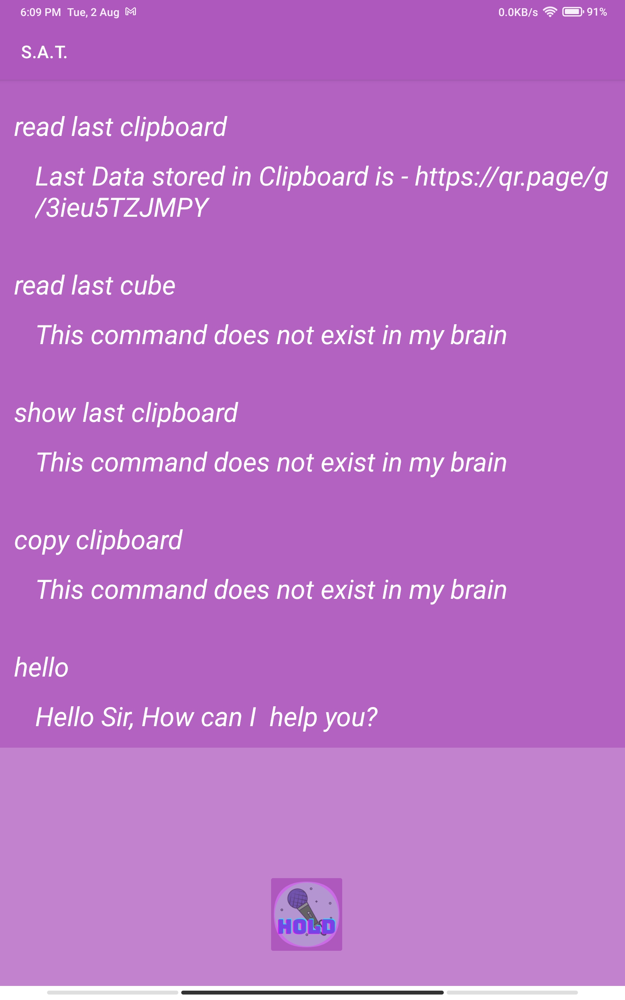 6:09 PM Tue, 2 Aug 0.0KB/s 91%
S.A.T.
read last clipboard
Last Data stored in Clipboard is - https://qr.page/g
/3ieu5TZJMPY
read last cube
This command does not exist in my brain
show last clipboard
This command does not exist in my brain
copy clipboard
This command does not exist in my brain
hello
Hello Sir, How can I  help you?
HOLD